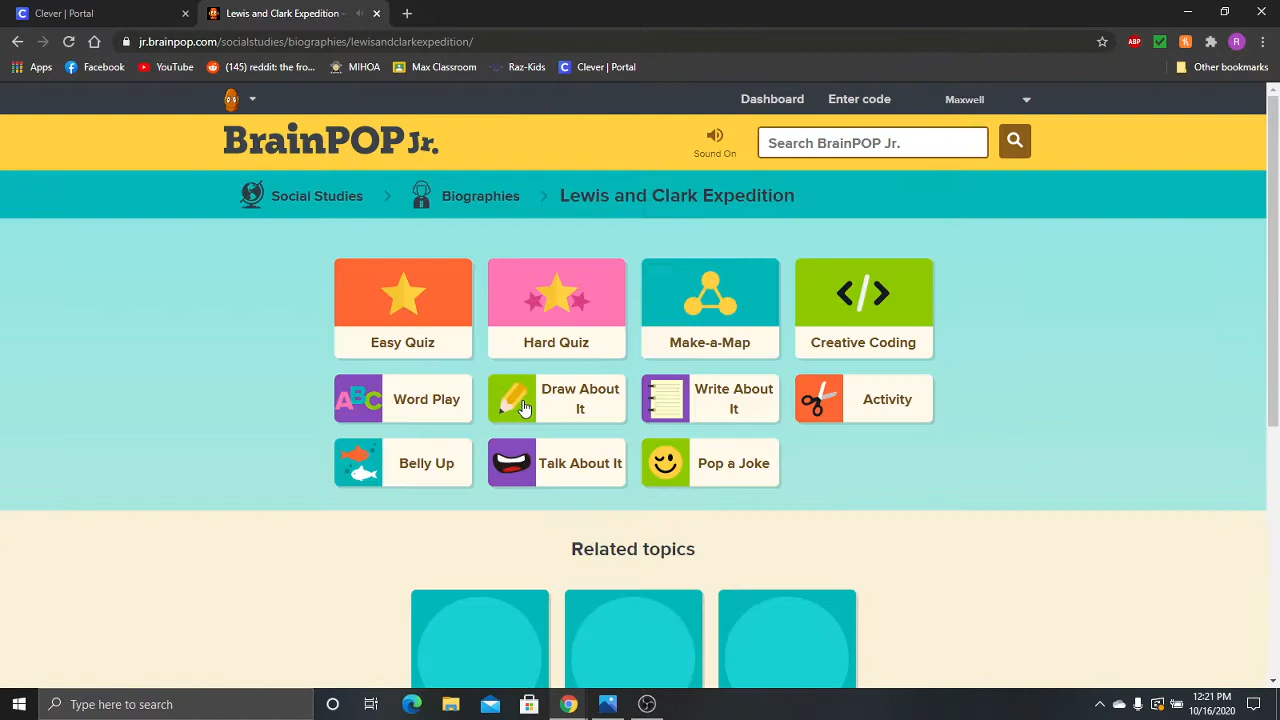 Clever | Portal
Lewis and Clark Expedition -
jr.brainpop.com/socialstudies/biographies/lewisandclarkexpedition/
ABP
R
Apps
Facebook
YouTube
(145) reddit: the fro...
MIHOA
Max Classroom
Raz-Kids
Clever | Portal
Other bookmarks
Dashboard
Enter code
Maxwell
BrainPOP Jr.
Sound On
Search BrainPOP Jr.
Social Studies
Biographies
Lewis and Clark Expedition
Easy Quiz
Hard Quiz
Make-a-Map
Creative Coding
ABC
Word Play
Draw About
It
Write About
It
Activity
Belly Up
Talk About It
Pop a Joke
Related topics
Type here to search
12:21 PM
10/16/2020